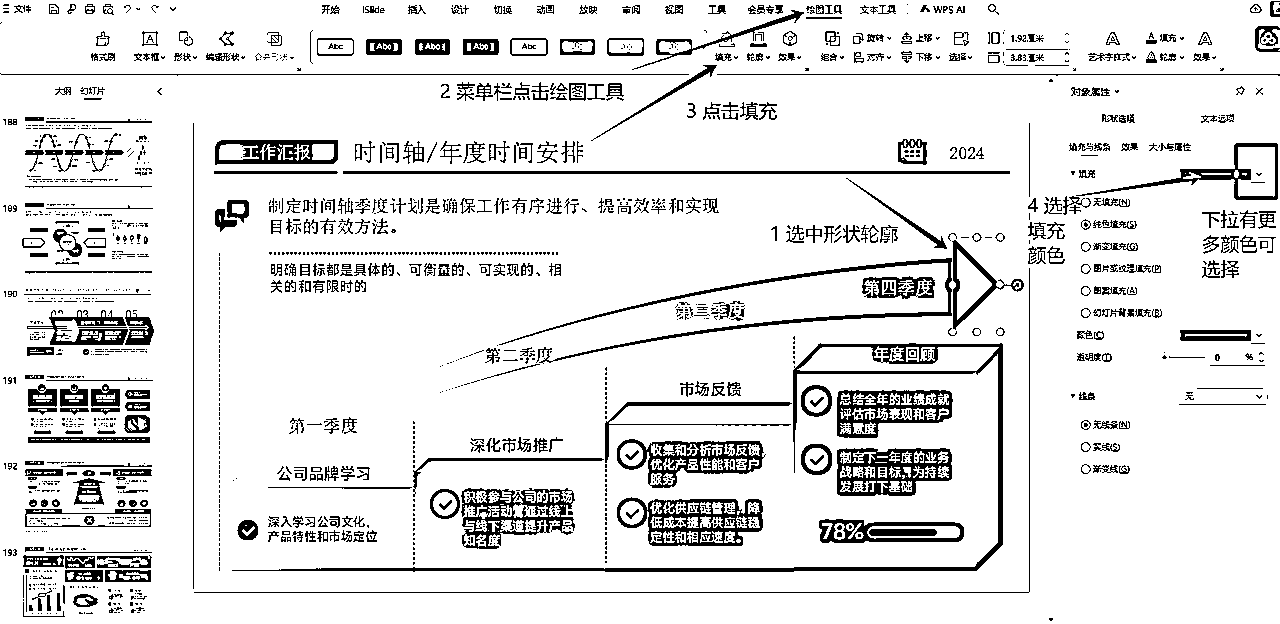 三 文件
开始 iSlide 插入 设计 切换 动画 放映 审阅 视图 工具 会员专享 绘图工具 文本工具 WPS AI
格式刷 文本框 形状 编辑形状 合并形状
Abc Abc Abc Abc Abc
填充 轮廓 效果 组合 旋转 对齐 上移 下移 选择
1.92厘米
3.83厘米
艺术字样式 填充 轮廓 效果
大纲 幻灯片
188
189
190
191
192
193
2 菜单栏点击绘图工具
3 点击填充
工作汇报
时间轴/年度时间安排
2024
制定时间轴季度计划是确保工作有序进行、提高效率和实现
目标的有效方法。
明确目标都是具体的、可衡量的、可实现的、相
关的和有限时的
1 选中形状轮廓
第四季度
第三季度
第二季度
第一季度
公司品牌学习
深入学习公司文化,
产品特性和市场定位
深化市场推广
积极参与公司的市场
推广活动,通过线上
与线下渠道提升产品
知名度
市场反馈
收集和分析市场反馈,
优化产品性能和客户
服务
优化供应链管理,降
低成本提高供应链稳
定性和相应速度。
年度回顾
总结全年的业绩成就
评估市场表现和客户
满意度
制定下一年度的业务
战略和目标,为持续
发展打下基础
78%
对象属性
形状选项 文本选项
填充与线条 效果 大小与属性
填充
无填充(N)
纯色填充(S)
渐变填充(G)
图片或纹理填充(P)
图案填充(A)
幻灯片背景填充(B)
颜色(C)
透明度(T) 0 %
线条 无
无线条(N)
实线(S)
渐变线(G)
4 选择
填充
颜色
下拉有更
多颜色可
选择